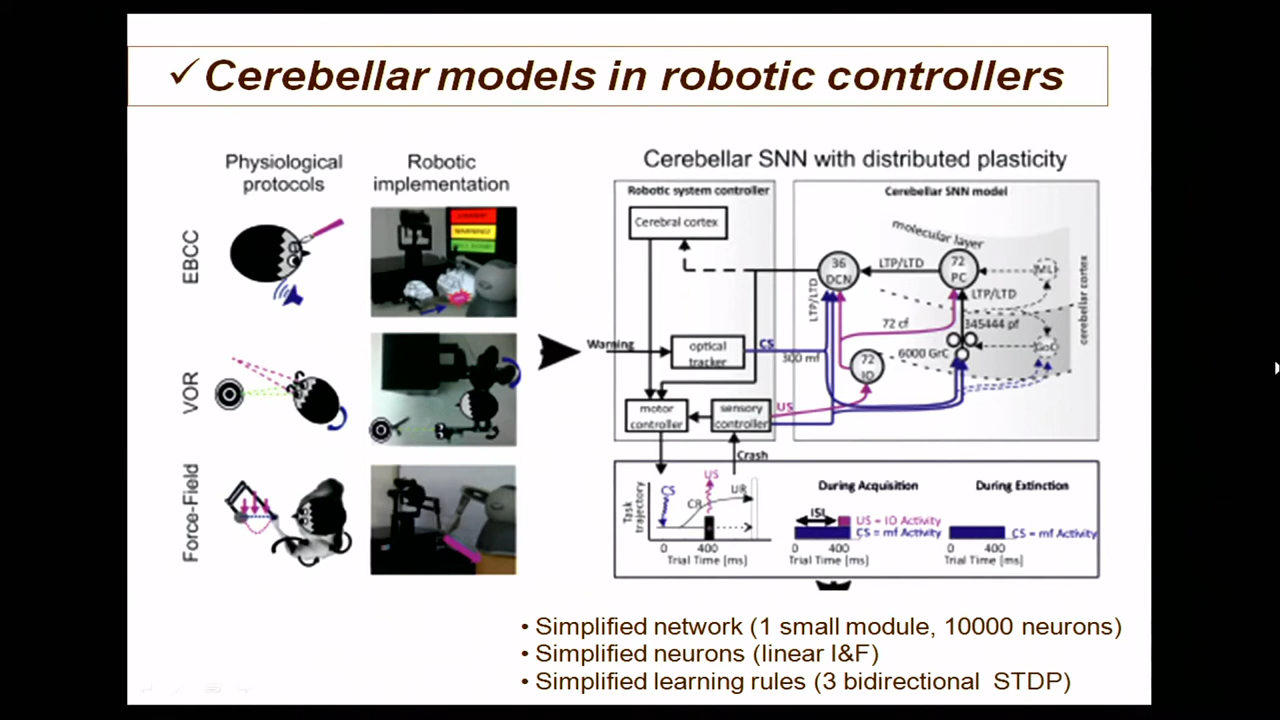 ✓ Cerebellar models in robotic controllers
Physiological
protocols
Robotic
implementation
EBCC
VOR
Force-Field
Cerebellar SNN with distributed plasticity
Robotic system controller
Cerebral cortex
Warning
optical
tracker
CS
motor
controller
sensory
controller
US
Crash
Cerebellar SNN model
molecular layer
36
DCN
LTP/LTD
72
PC
LTP/LTD
LTP/LTD
72 cf
345444 pf
300 mf
6000 GrC
72
IO
cerebellar cortex
Task
trajectory
CS
US
CR
UR
0
400
Trial Time [ms]
During Acquisition
ISI
US = IO Activity
CS = mf Activity
0
400
Trial Time [ms]
During Extinction
CS = mf Activity
0
400
Trial Time [ms]
• Simplified network (1 small module, 10000 neurons)
• Simplified neurons (linear I&F)
• Simplified learning rules (3 bidirectional STDP)